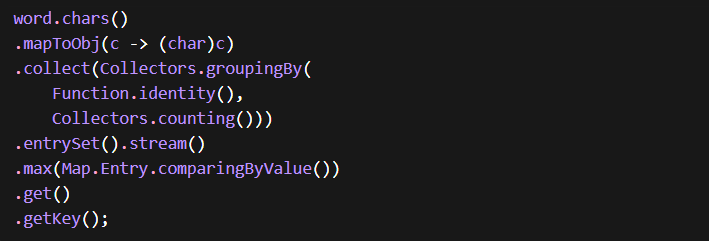 word.chars()
.mapToObj(c -> (char)c)
.collect(Collectors.groupingBy(
    Function.identity(),
    Collectors.counting()))
.entrySet().stream()
.max(Map.Entry.comparingByValue())
.get()
.getKey();